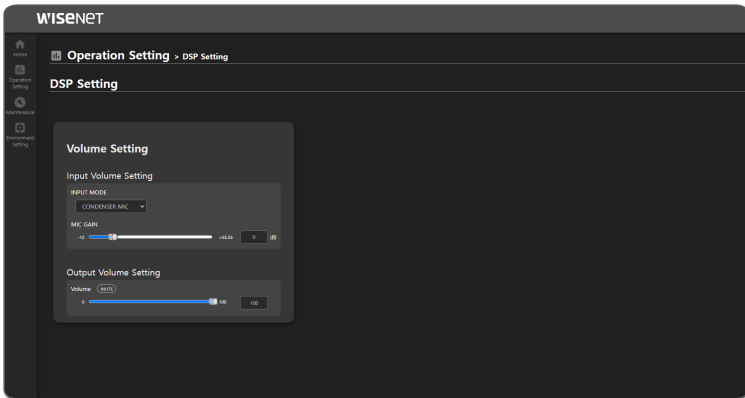 WISENET
Home
Operation
Setting
Maintenance
Environment
Setting
Operation Setting > DSP Setting
DSP Setting
Volume Setting
Input Volume Setting
INPUT MODE
CONDENSER MIC
MIC GAIN
-12 +55.25 0 dB
Output Volume Setting
Volume MUTE
0 100 100